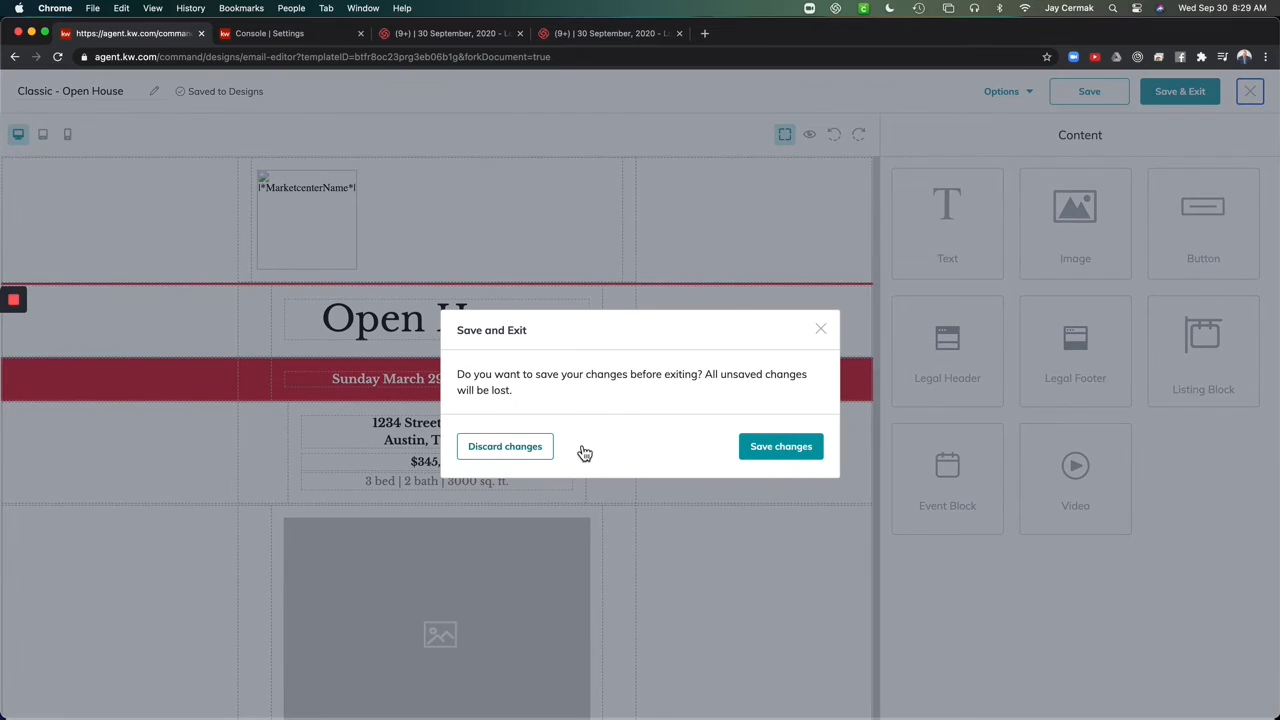 Chrome File Edit View History Bookmarks People Tab Window Help Jay Cermak Wed Sep 30 8:29 AM
kw https://agent.kw.com/comman kw Console | Settings (9+) | 30 September, 2020 - L (9+) | 30 September, 2020 - L
agent.kw.com/command/designs/email-editor?templateID=btfr8oc23prg3eb06b1g&forkDocument=true
Classic - Open House Saved to Designs Options Save Save & Exit
Content
|*MarketcenterName*|
Text Image Button
Open H
Sunday March 29
1234 Street
Austin, T
$345,
3 bed | 2 bath | 3000 sq. ft.
Save and Exit
Do you want to save your changes before exiting? All unsaved changes
will be lost.
Discard changes Save changes
Legal Header Legal Footer Listing Block
Event Block Video